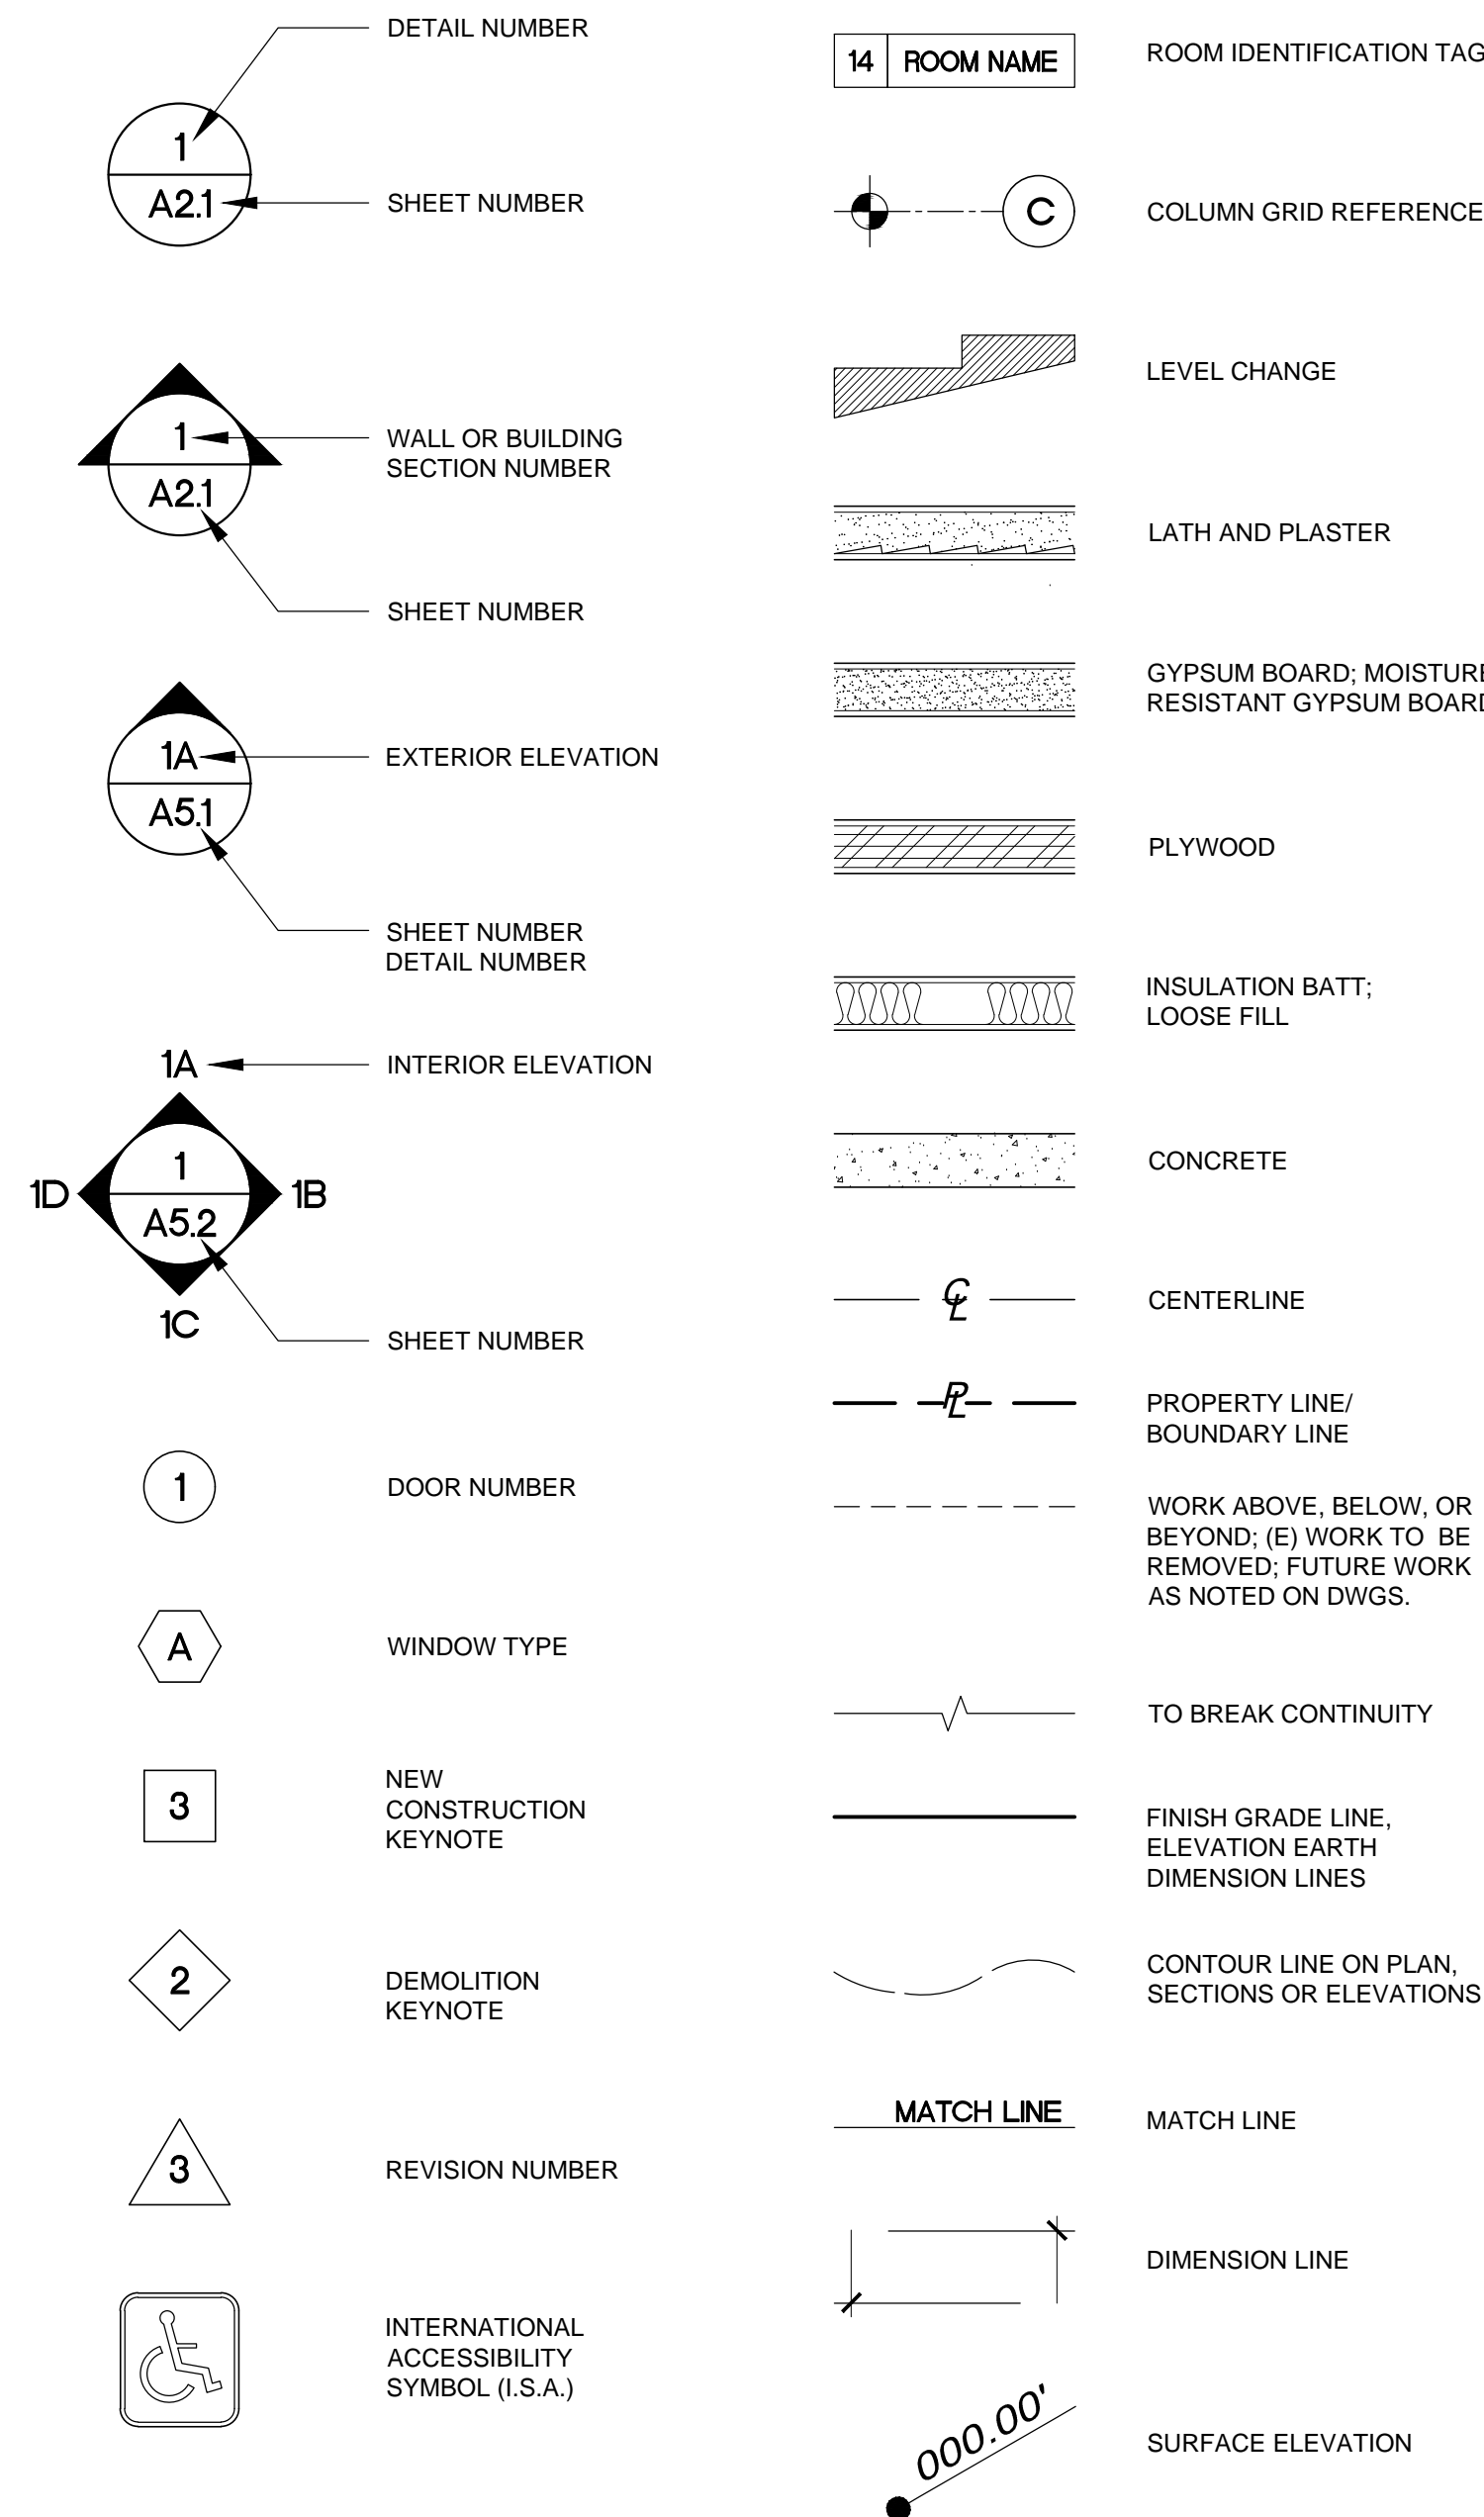 DETAIL NUMBER
1
A2.1
SHEET NUMBER
1
WALL OR BUILDING
SECTION NUMBER
A2.1
SHEET NUMBER
1A
EXTERIOR ELEVATION
A5.1
SHEET NUMBER
DETAIL NUMBER
1A
INTERIOR ELEVATION
1
1D
1B
A5.2
1C
SHEET NUMBER
1
DOOR NUMBER
A
WINDOW TYPE
3
NEW
CONSTRUCTION
KEYNOTE
2
DEMOLITION
KEYNOTE
3
REVISION NUMBER
INTERNATIONAL
ACCESSIBILITY
SYMBOL (I.S.A.)
14 ROOM NAME
ROOM IDENTIFICATION TAG
C
COLUMN GRID REFERENCE
LEVEL CHANGE
LATH AND PLASTER
GYPSUM BOARD; MOISTURE
RESISTANT GYPSUM BOARD
PLYWOOD
INSULATION BATT;
LOOSE FILL
CONCRETE
CL
CENTERLINE
PL
PROPERTY LINE/
BOUNDARY LINE
WORK ABOVE, BELOW, OR
BEYOND; (E) WORK TO BE
REMOVED; FUTURE WORK
AS NOTED ON DWGS.
TO BREAK CONTINUITY
FINISH GRADE LINE,
ELEVATION EARTH
DIMENSION LINES
CONTOUR LINE ON PLAN,
SECTIONS OR ELEVATIONS
MATCH LINE
MATCH LINE
DIMENSION LINE
000.00'
SURFACE ELEVATION